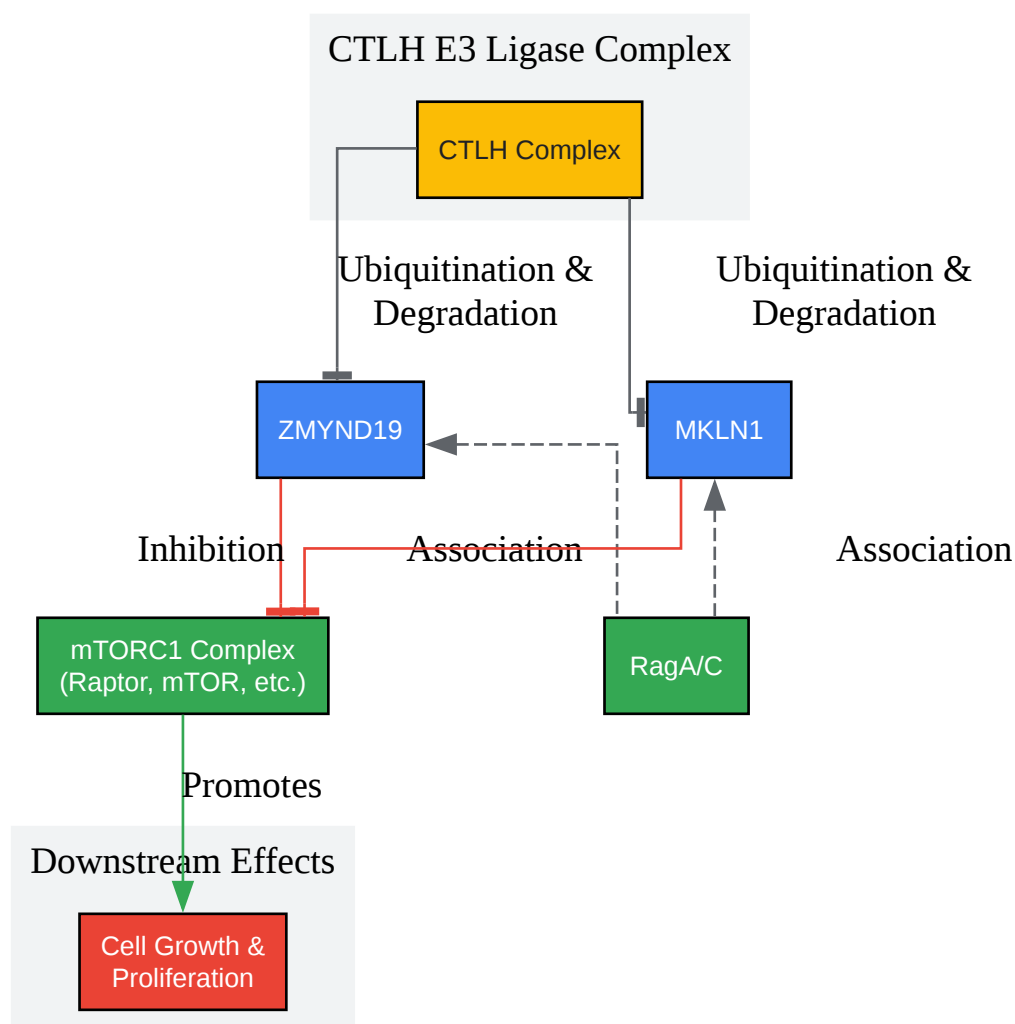 CTLH E3 Ligase Complex
CTLH Complex
Ubiquitination &
Degradation
Ubiquitination &
Degradation
ZMYND19
MKLN1
Inhibition
Association
Association
mTORC1 Complex
(Raptor, mTOR, etc.)
RagA/C
Promotes
Downstream Effects
Cell Growth &
Proliferation